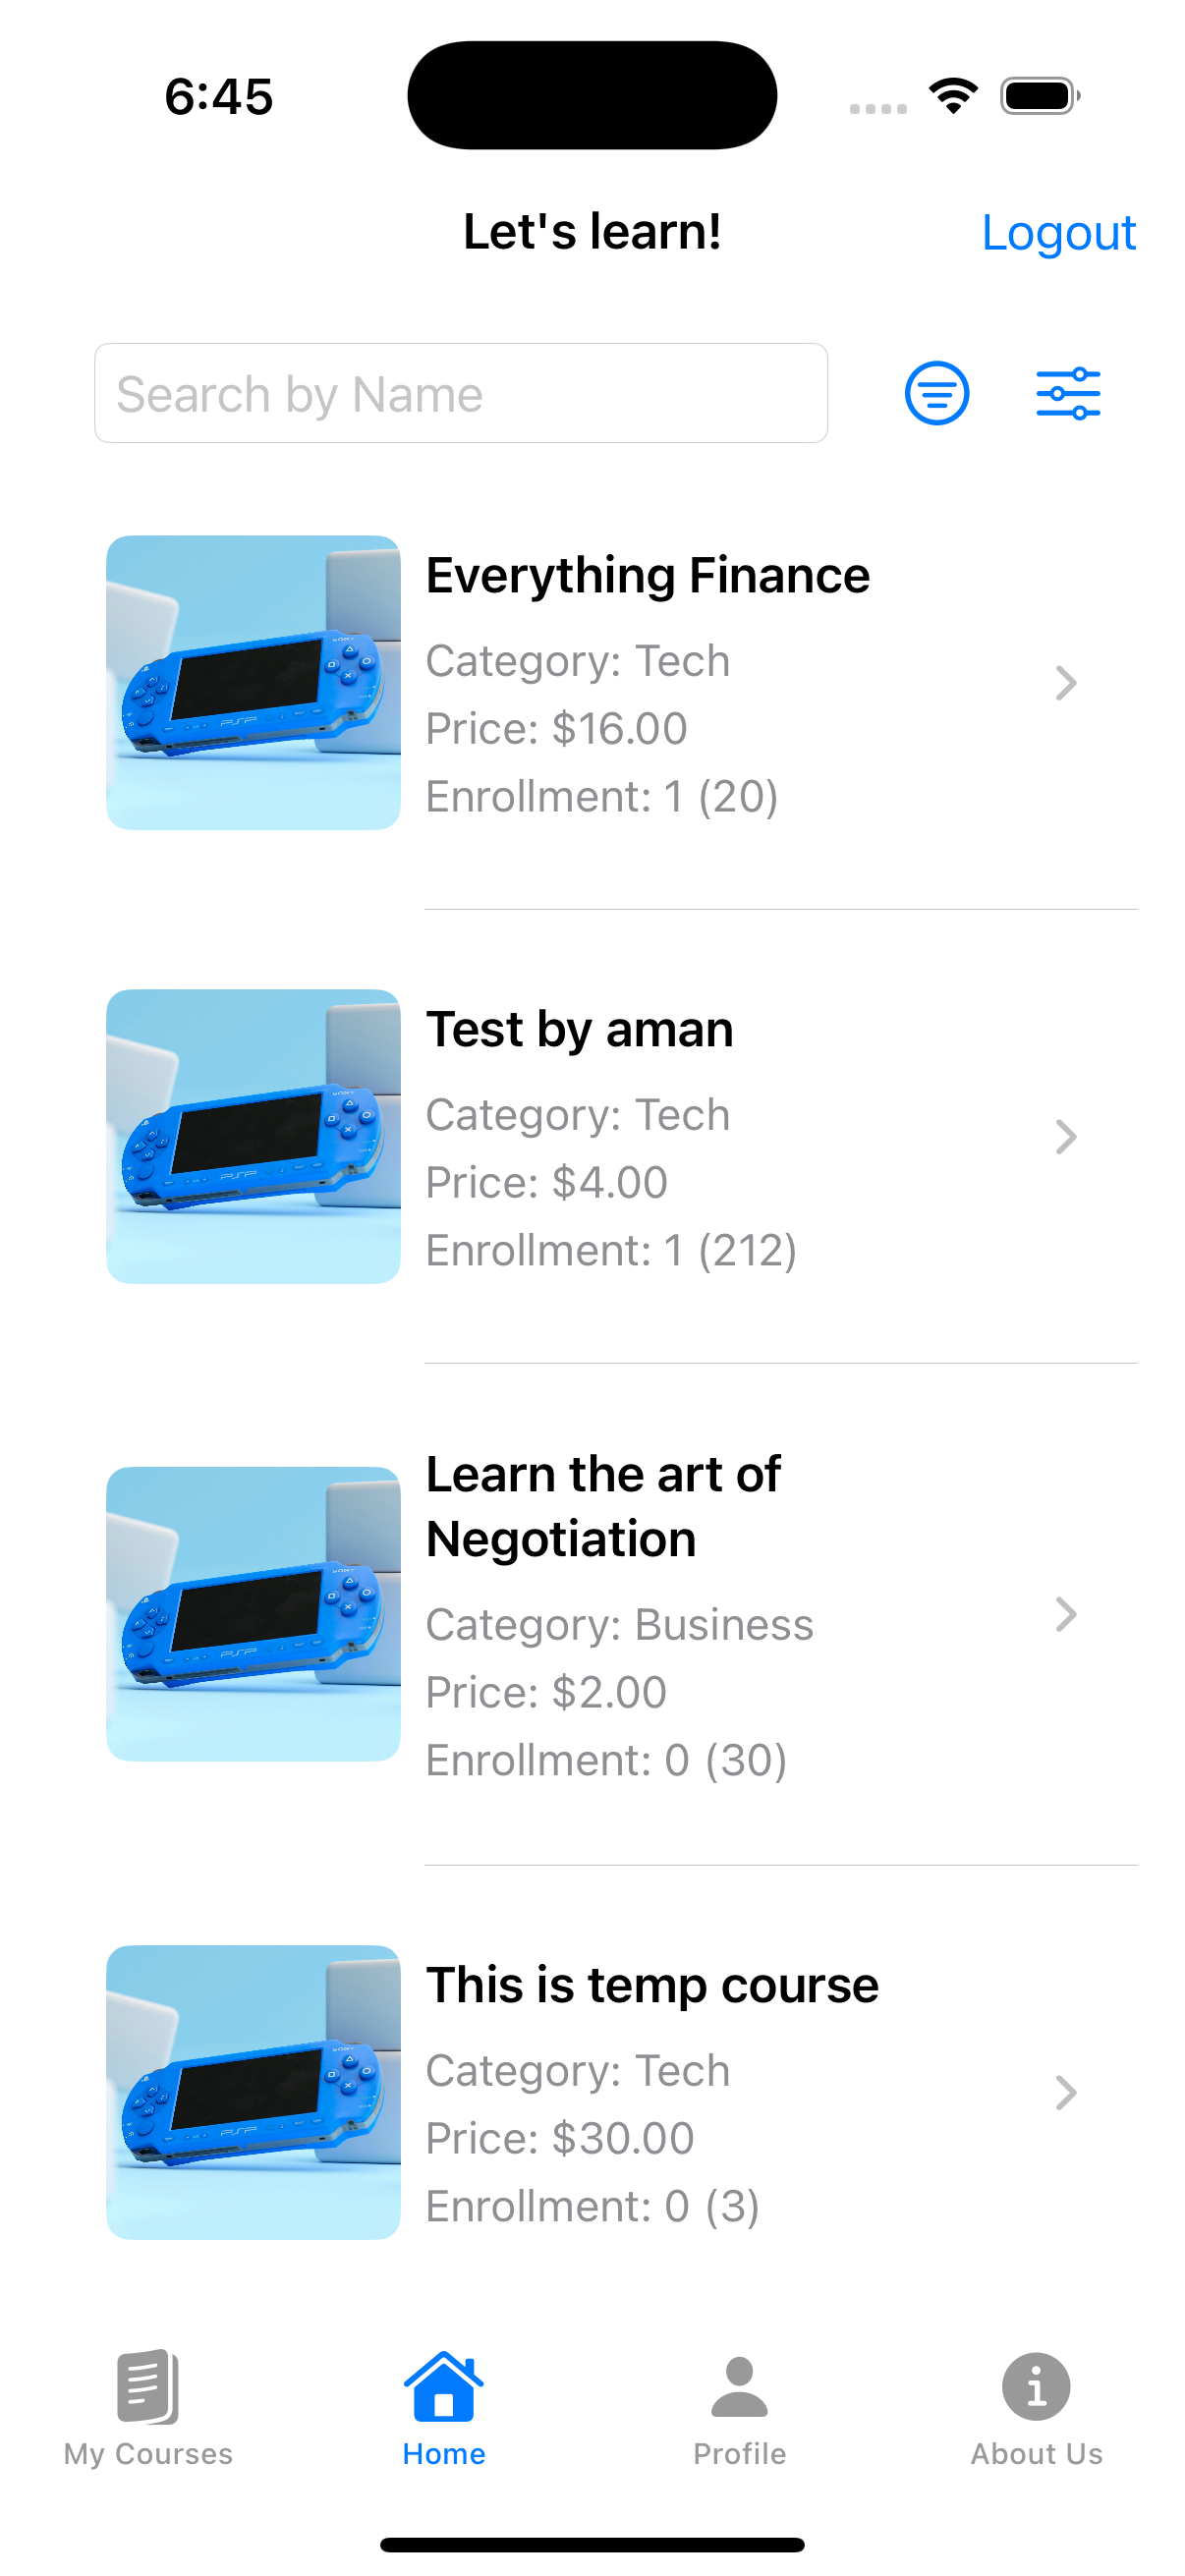 6:45
Let's learn!
Logout
Search by Name
Everything Finance
Category: Tech
Price: $16.00
Enrollment: 1 (20)
Test by aman
Category: Tech
Price: $4.00
Enrollment: 1 (212)
Learn the art of
Negotiation
Category: Business
Price: $2.00
Enrollment: 0 (30)
This is temp course
Category: Tech
Price: $30.00
Enrollment: 0 (3)
My Courses
Home
Profile
About Us